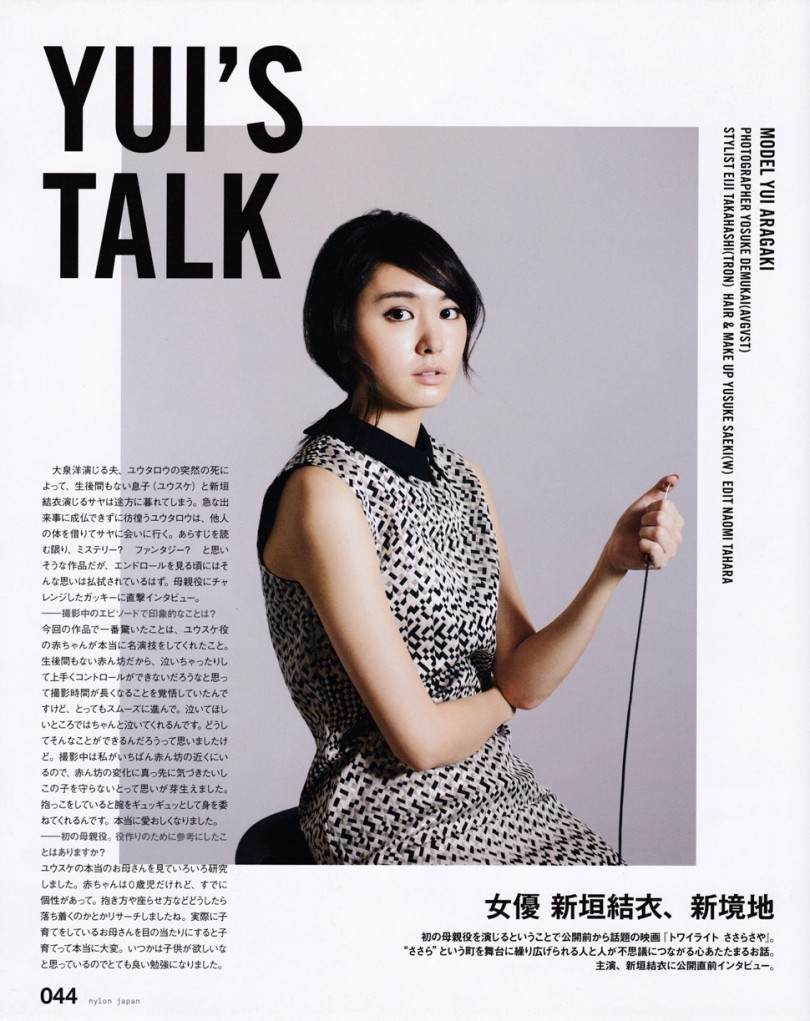 YUI'S
TALK
MODEL YUI ARAGAKI
PHOTOGRAPHER YOSUKE DEMUKAI(AVGVST)
STYLIST EIJI TAKAHASHI(TRON) HAIR & MAKE UP YUSUKE SAEKI(W) EDIT NAOMI TAHARA
大泉洋演じる夫、ユウタロウの突然の死に
よって、生後間もない息子（ユウスケ）と新垣
結衣演じるサヤは途方に暮れてしまう。急な出
来事に成仏できずに彷徨うユウタロウは、他人
の体を借りてサヤに会いに行く。あらすじを読
む限り、ミステリー？　ファンタジー？　と思い
そうな作品だが、エンドロールを見る頃にはそ
んな思いは払拭されているはず。母親役にチャ
レンジしたガッキーに直撃インタビュー。
──撮影中のエピソードで印象的なことは？
今回の作品で一番驚いたことは、ユウスケ役
の赤ちゃんが本当に名演技をしてくれたこと。
生後間もない赤ん坊だから、泣いちゃったりし
て上手くコントロールができないだろうなと思っ
て撮影時間が長くなることを覚悟していたんで
すけど、とってもスムーズに進んで。泣いてほし
いところではちゃんと泣いてくれるんです。どうし
てそんなことができるんだろうって思いましたけ
ど。撮影中は私がいちばん赤ん坊の近くにい
るので、赤ん坊の変化に真っ先に気づきたいし
この子を守らないとって思いが芽生えました。
抱っこをしていると腕をギュッギュッとして身を委
ねてくれるんです。本当に愛おしくなりました。
──初の母親役。役作りのために参考にしたこ
とはありますか？
ユウスケの本当のお母さんを見ていろいろ研究
しました。赤ちゃんは０歳児だけれど、すでに
個性があって。抱き方や座らせ方などどうしたら
落ち着くのかとかリサーチしましたね。実際に子
育てをしているお母さんを目の当たりにすると子
育てって本当に大変。いつかは子供が欲しいな
と思っているのでとても良い勉強になりました。
女優 新垣結衣、新境地
初の母親役を演じるということで公開前から話題の映画『トワイライト ささらさや』。
"ささら"という町を舞台に繰り広げられる人と人が不思議につながる心あたたまるお話。
主演、新垣結衣に公開直前インタビュー。
044 nylon japan